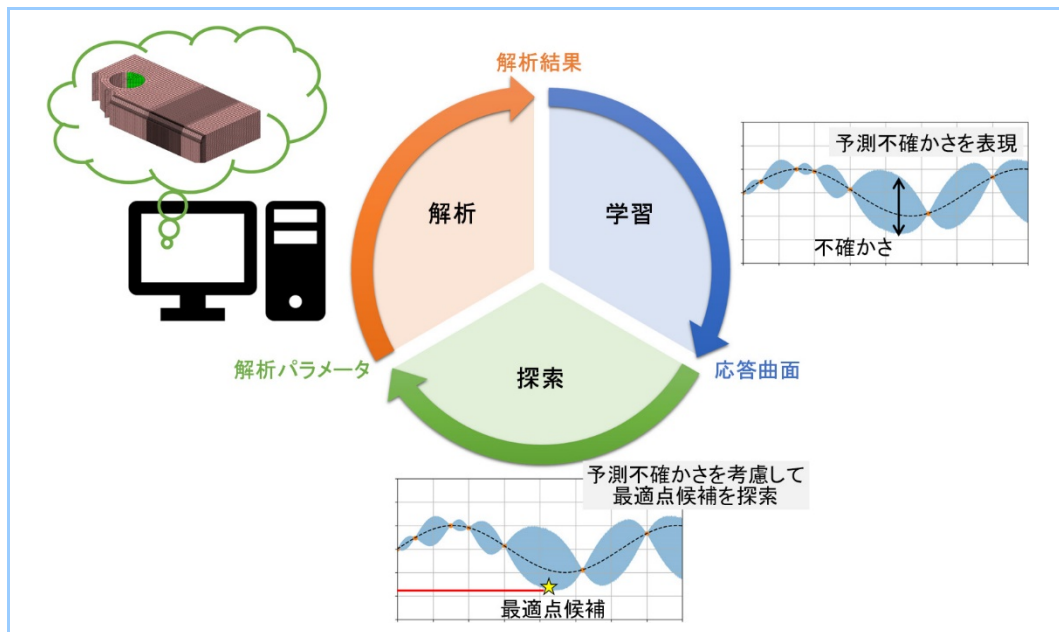 解析結果
予測不確かさを表現
解析
学習
不確かさ
解析パラメータ
探索
応答曲面
予測不確かさを考慮して
最適点候補を探索
最適点候補